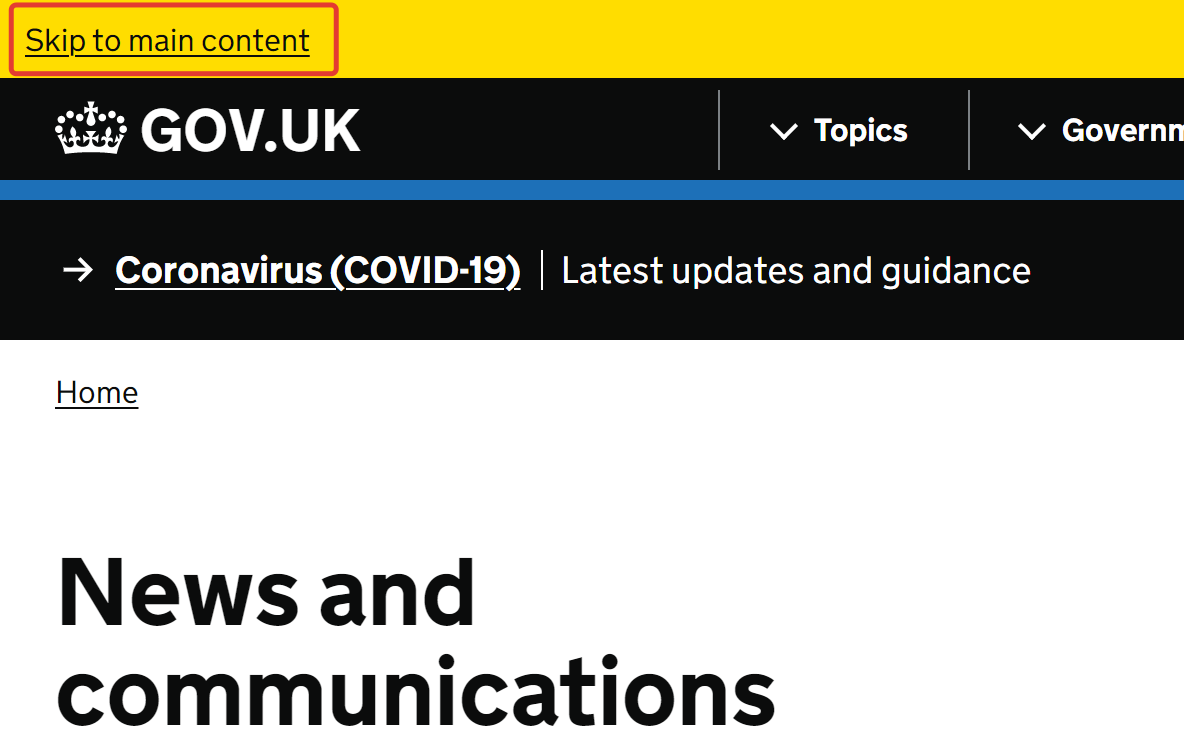 Skip to main content
GOV.UK
Topics
Governm
Coronavirus (COVID-19) Latest updates and guidance
Home
News and
communications